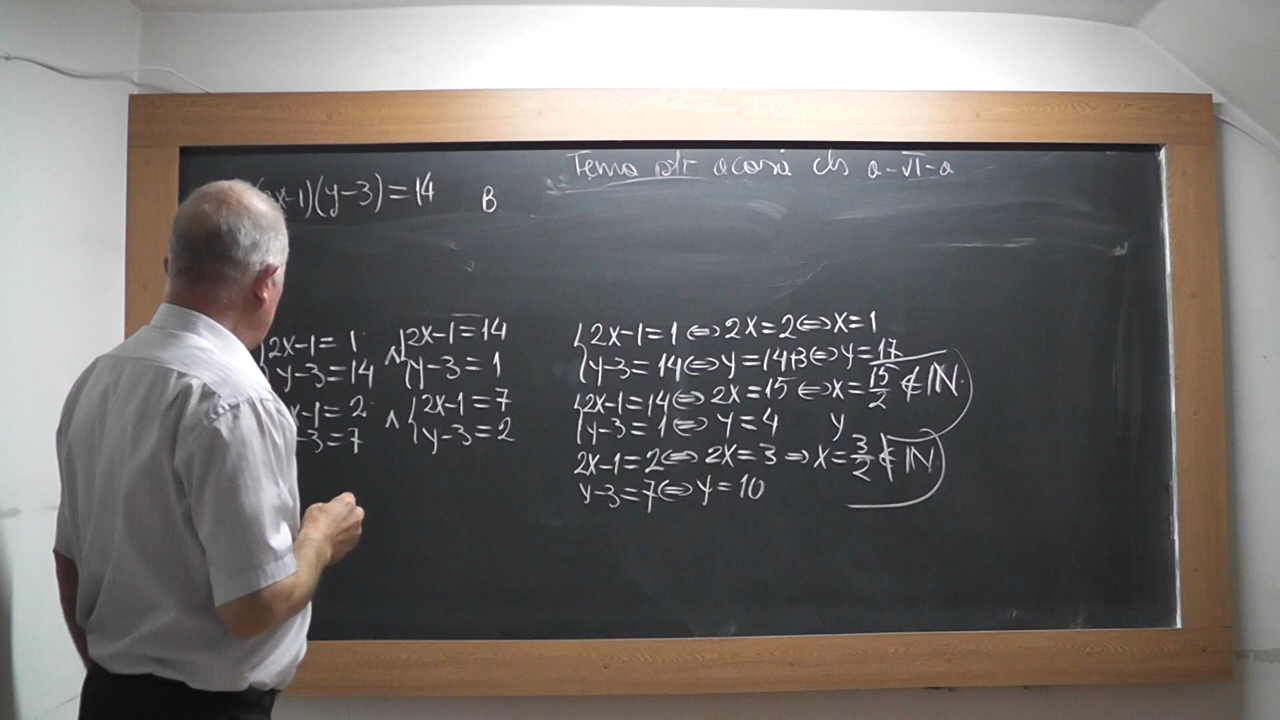 Tema ptr acasă cls a-VI-a
x-1)(y-3)=14 B
{2x-1=1 ∧ {2x-1=14
{y-3=14 {y-3=1
x-1=2 ∧ {2x-1=7
-3=7 {y-3=2
{2x-1=1⇔2x=2⇔x=1
{y-3=14⇔y=14+3⇔y=17
{2x-1=14⇔2x=15⇔x=15/2∉ℕ
{y-3=1⇔y=4 y
2x-1=2⇔2x=3⇒x=3/2∉ℕ
y-3=7⇔y=10